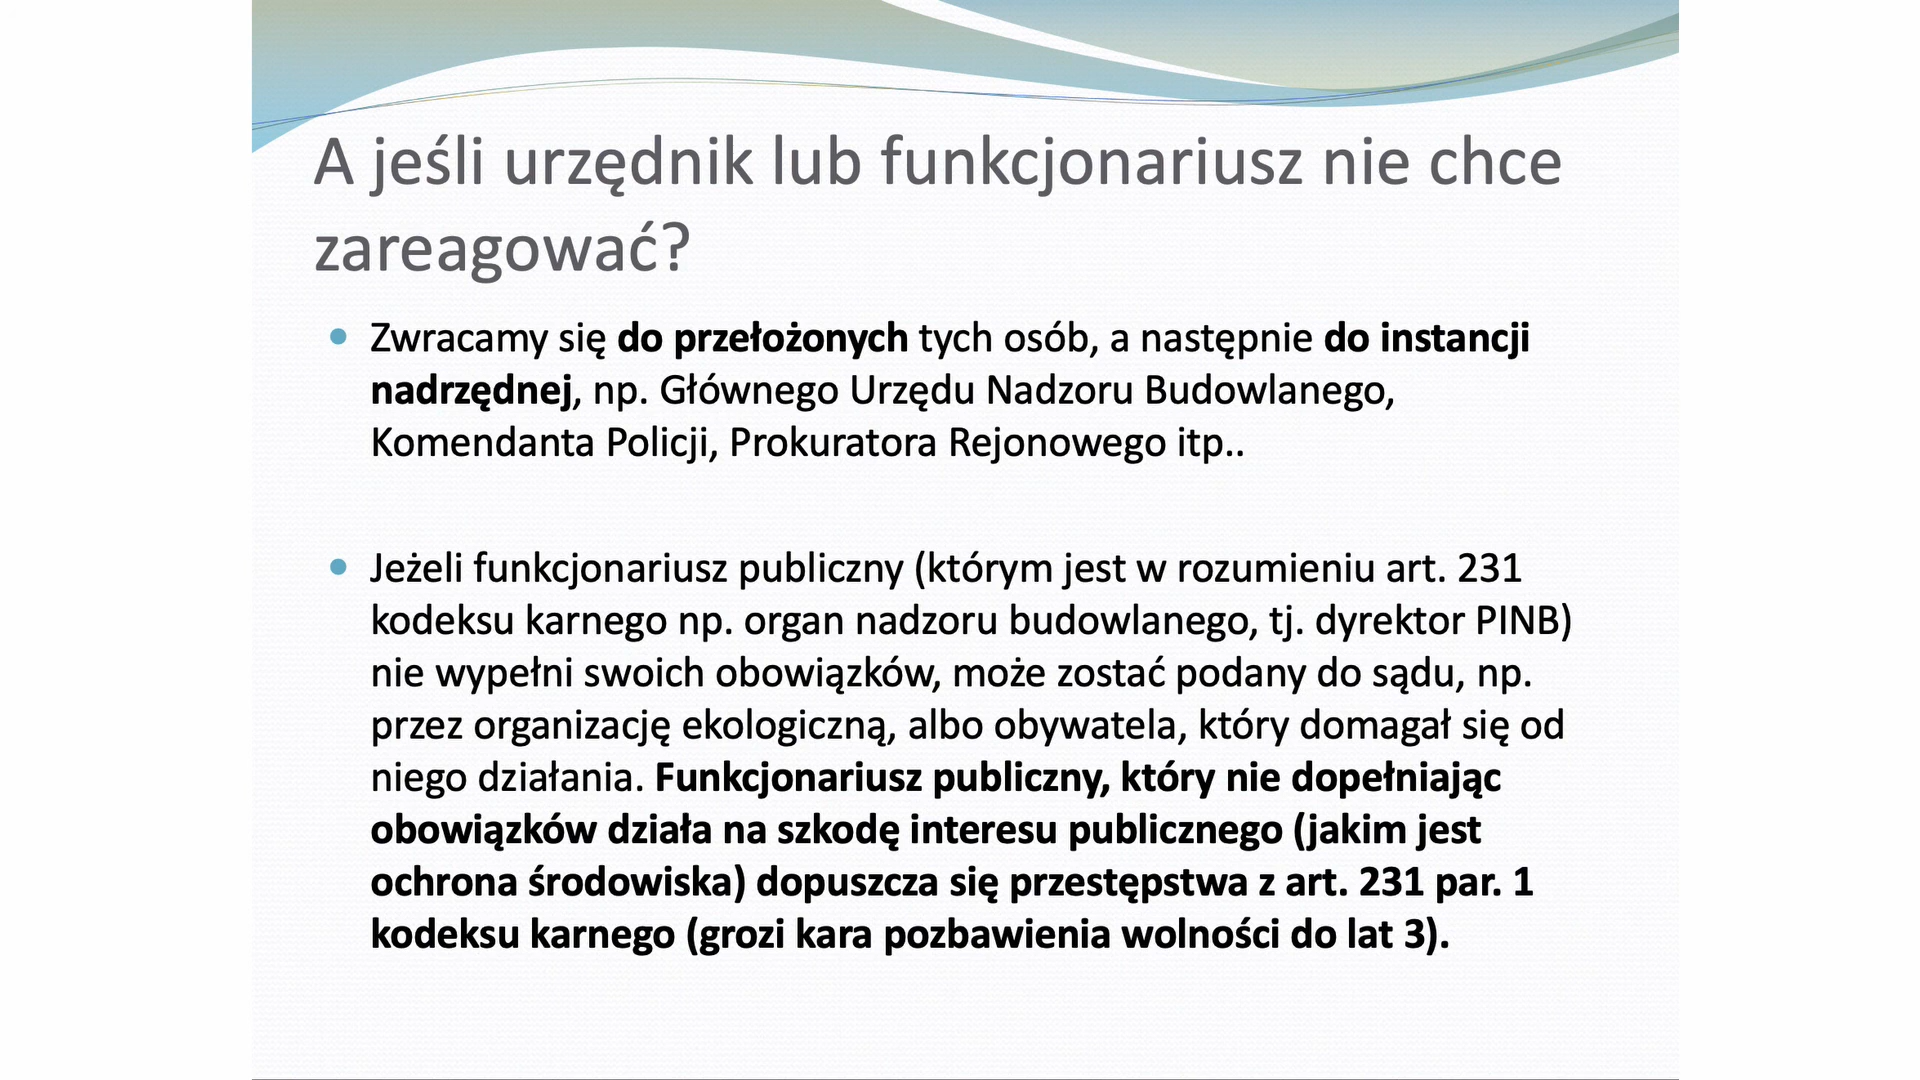 A jeśli urzędnik lub funkcjonariusz nie chce
zareagować?
Zwracamy się do przełożonych tych osób, a następnie do instancji
nadrzędnej, np. Głównego Urzędu Nadzoru Budowlanego,
Komendanta Policji, Prokuratora Rejonowego itp..
Jeżeli funkcjonariusz publiczny (którym jest w rozumieniu art. 231
kodeksu karnego np. organ nadzoru budowlanego, tj. dyrektor PINB)
nie wypełni swoich obowiązków, może zostać podany do sądu, np.
przez organizację ekologiczną, albo obywatela, który domagał się od
niego działania. Funkcjonariusz publiczny, który nie dopełniając
obowiązków działa na szkodę interesu publicznego (jakim jest
ochrona środowiska) dopuszcza się przestępstwa z art. 231 par. 1
kodeksu karnego (grozi kara pozbawienia wolności do lat 3).